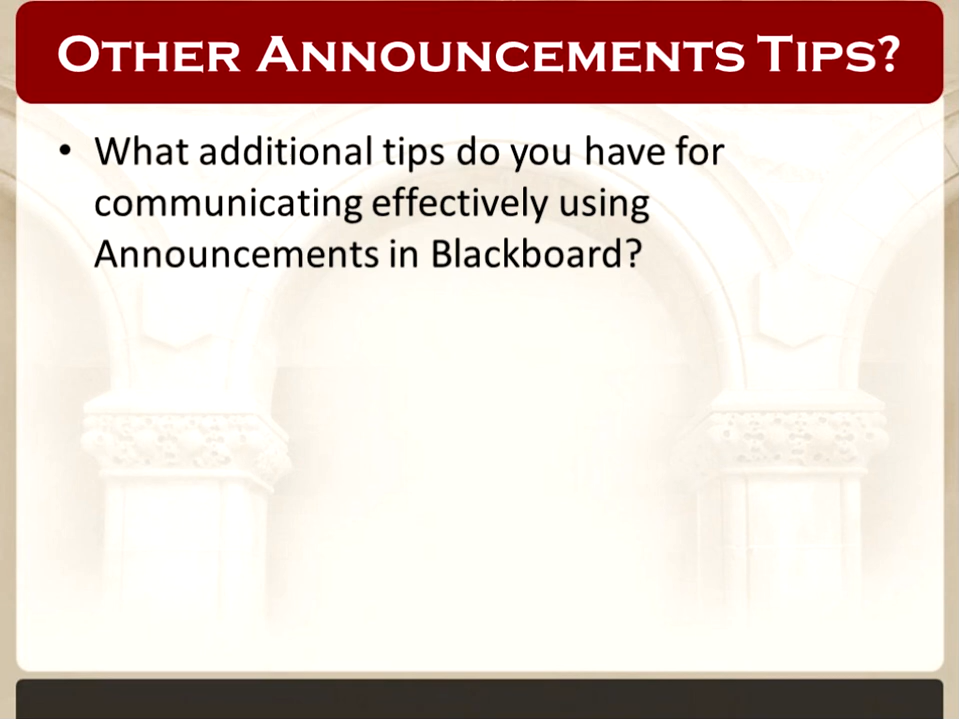 Other Announcements Tips?
• What additional tips do you have for
communicating effectively using
Announcements in Blackboard?